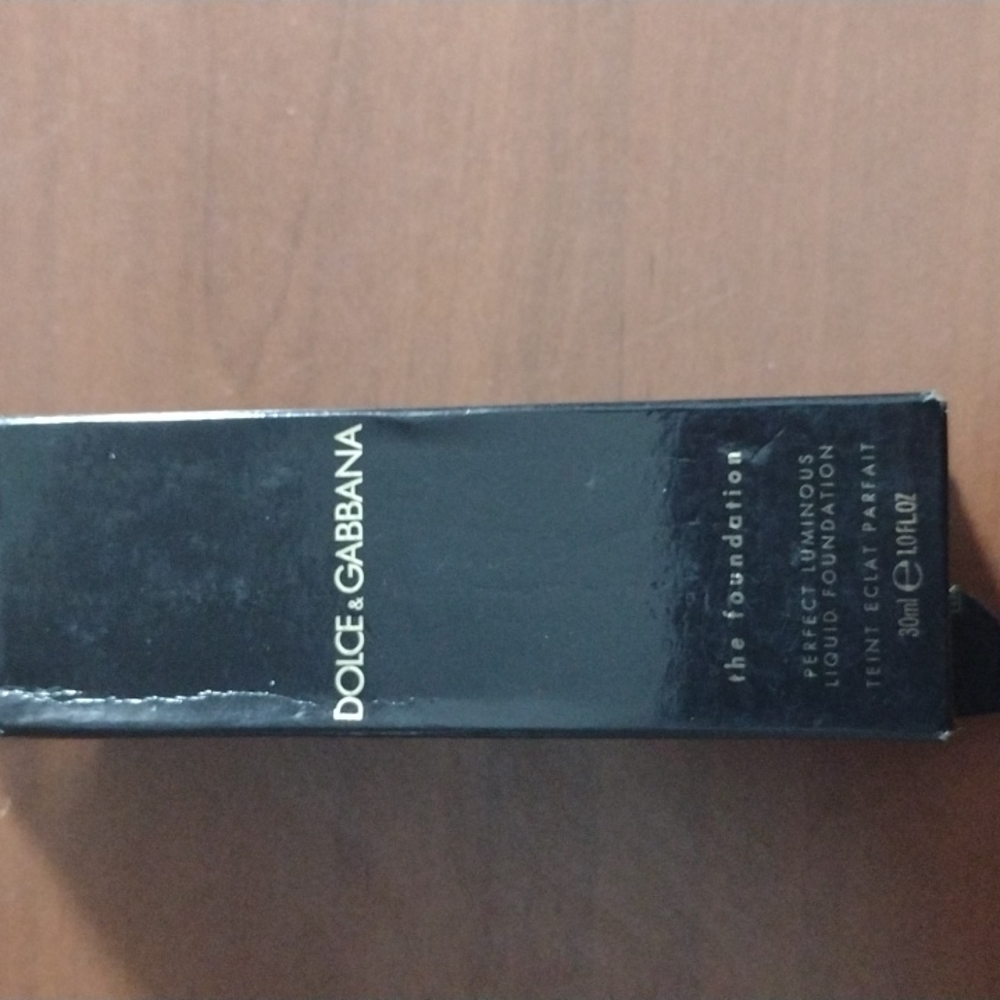 DOLCE & GABBANA
the foundation
PERFECT LUMINOUS
LIQUID FOUNDATION
TEINT ECLAT PARFAIT
30ml ℮ 1.0 FL.OZ